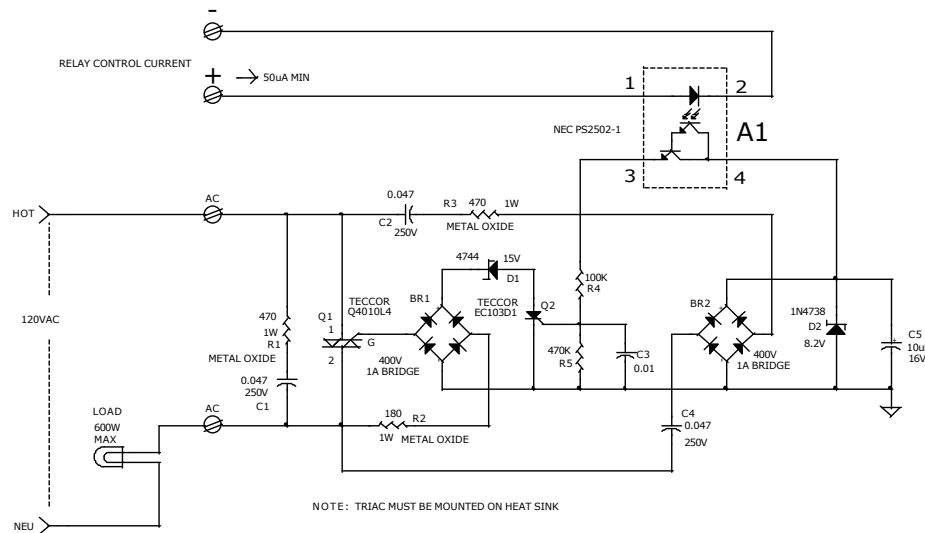 -
RELAY CONTROL CURRENT
+
50uA MIN
1
2
NEC PS2502-1
A1
3
4
HOT
AC
0.047
C2
250V
R3
470
1W
METAL OXIDE
4744
15V
D1
100K
R4
BR1
TECCOR
Q4010L4
TECCOR
EC103D1
Q2
BR2
1N4738
D2
8.2V
120VAC
470
1W
R1
METAL OXIDE
Q1
1
G
2
400V
1A BRIDGE
470K
R5
C3
0.01
400V
1A BRIDGE
C5
10u
16V
0.047
250V
C1
LOAD
600W
MAX
AC
180
R2
1W
METAL OXIDE
C4
0.047
250V
NOTE: TRIAC MUST BE MOUNTED ON HEAT SINK
NEU